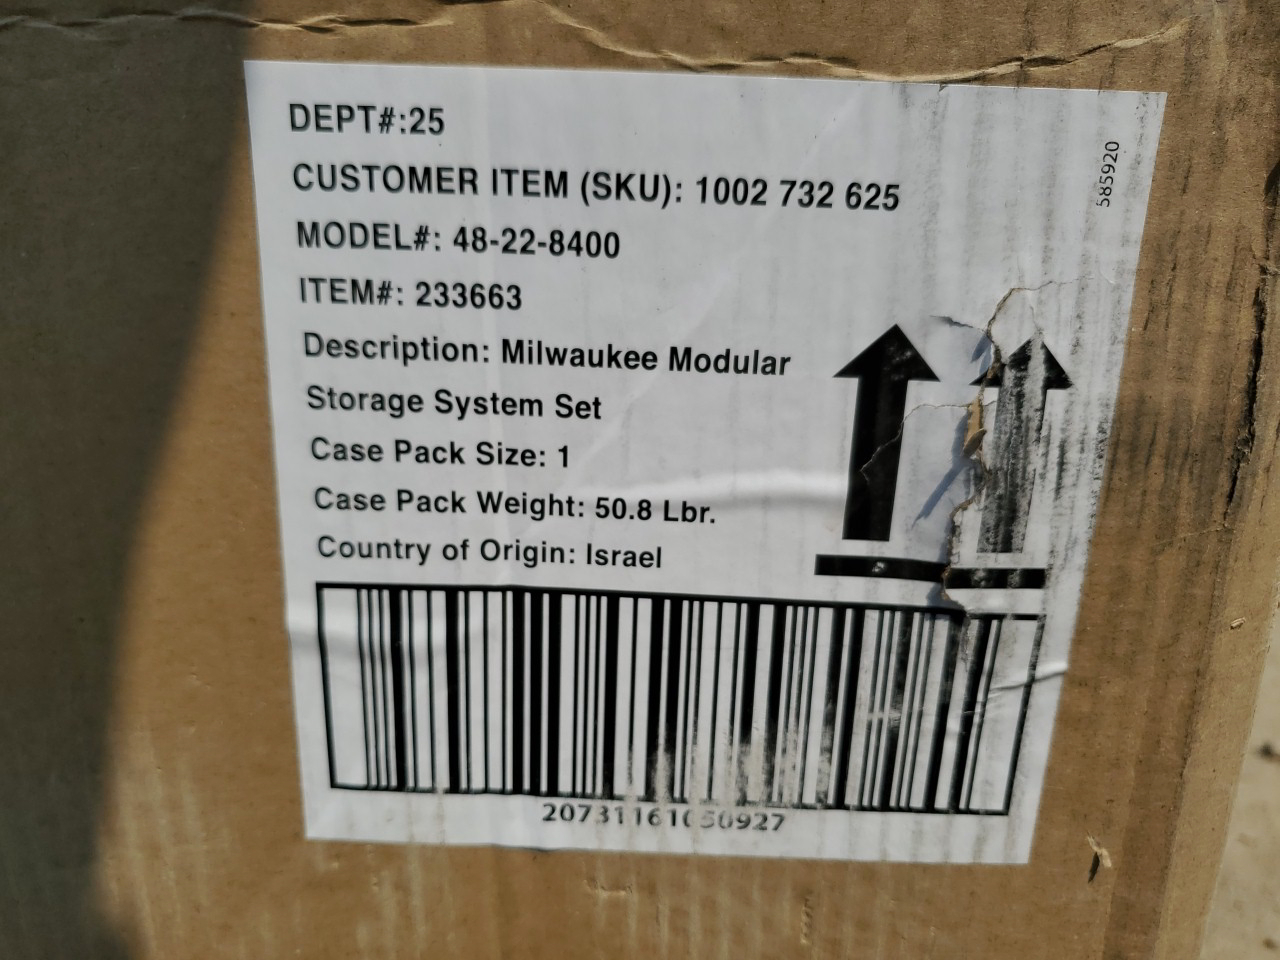 DEPT#:25
CUSTOMER ITEM (SKU): 1002 732 625
MODEL#: 48-22-8400
ITEM#: 233663
Description: Milwaukee Modular
Storage System Set
Case Pack Size: 1
Case Pack Weight: 50.8 Lbr.
Country of Origin: Israel
585920
20731161050927